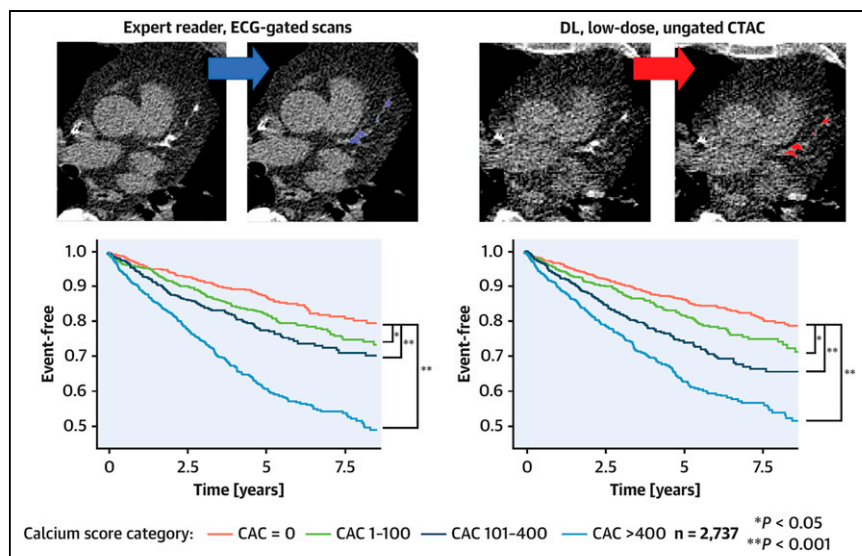 Expert reader, ECG-gated scans
DL, low-dose, ungated CTAC
1.0
0.9
0.8
0.7
0.6
0.5
Event-free
0
2.5
5
7.5
Time [years]
*
**
**
1.0
0.9
0.8
0.7
0.6
0.5
Event-free
0
2.5
5
7.5
Time [years]
*
**
**
Calcium score category: CAC = 0 CAC 1–100 CAC 101–400 CAC >400 n = 2,737
*P < 0.05
**P < 0.001